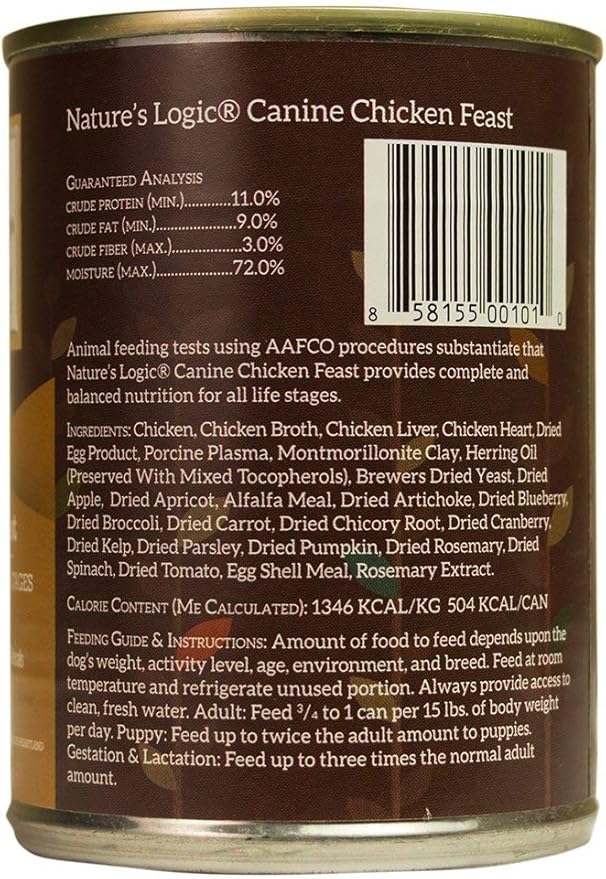 Nature's Logic® Canine Chicken Feast
Guaranteed Analysis
crude protein (min.)............11.0%
crude fat (min.)...................9.0%
crude fiber (max.)................3.0%
moisture (max.)..................72.0%
8 58155 00101 0
Animal feeding tests using AAFCO procedures substantiate that
Nature's Logic® Canine Chicken Feast provides complete and
balanced nutrition for all life stages.
Ingredients: Chicken, Chicken Broth, Chicken Liver, Chicken Heart, Dried
Egg Product, Porcine Plasma, Montmorillonite Clay, Herring Oil
(Preserved With Mixed Tocopherols), Brewers Dried Yeast, Dried
Apple, Dried Apricot, Alfalfa Meal, Dried Artichoke, Dried Blueberry,
Dried Broccoli, Dried Carrot, Dried Chicory Root, Dried Cranberry,
Dried Kelp, Dried Parsley, Dried Pumpkin, Dried Rosemary, Dried
Spinach, Dried Tomato, Egg Shell Meal, Rosemary Extract.
Calorie Content (Me Calculated): 1346 KCAL/KG 504 KCAL/CAN
Feeding Guide & Instructions: Amount of food to feed depends upon the
dog's weight, activity level, age, environment, and breed. Feed at room
temperature and refrigerate unused portion. Always provide access to
clean, fresh water. Adult: Feed ¾ to 1 can per 15 lbs. of body weight
per day. Puppy: Feed up to twice the adult amount to puppies.
Gestation & Lactation: Feed up to three times the normal adult
amount.